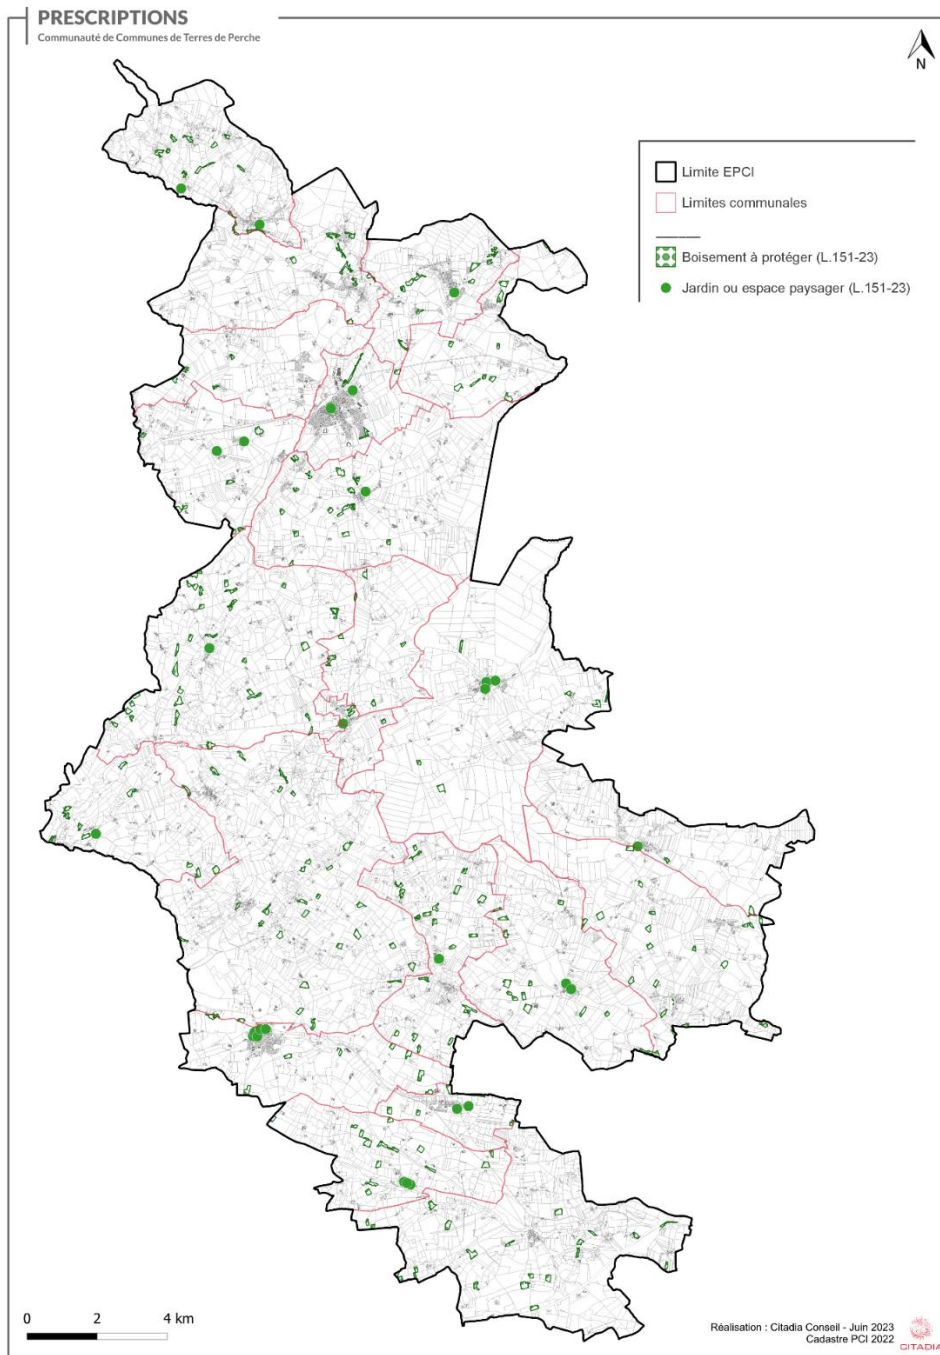 PRESCRIPTIONS
Communauté de Communes de Terres de Perche
N
Limite EPCI
Limites communales
Boisement à protéger (L.151-23)
Jardin ou espace paysager (L.151-23)
0 2 4 km
Réalisation : Citadia Conseil - Juin 2023
Cadastre PCI 2022
CITADIA